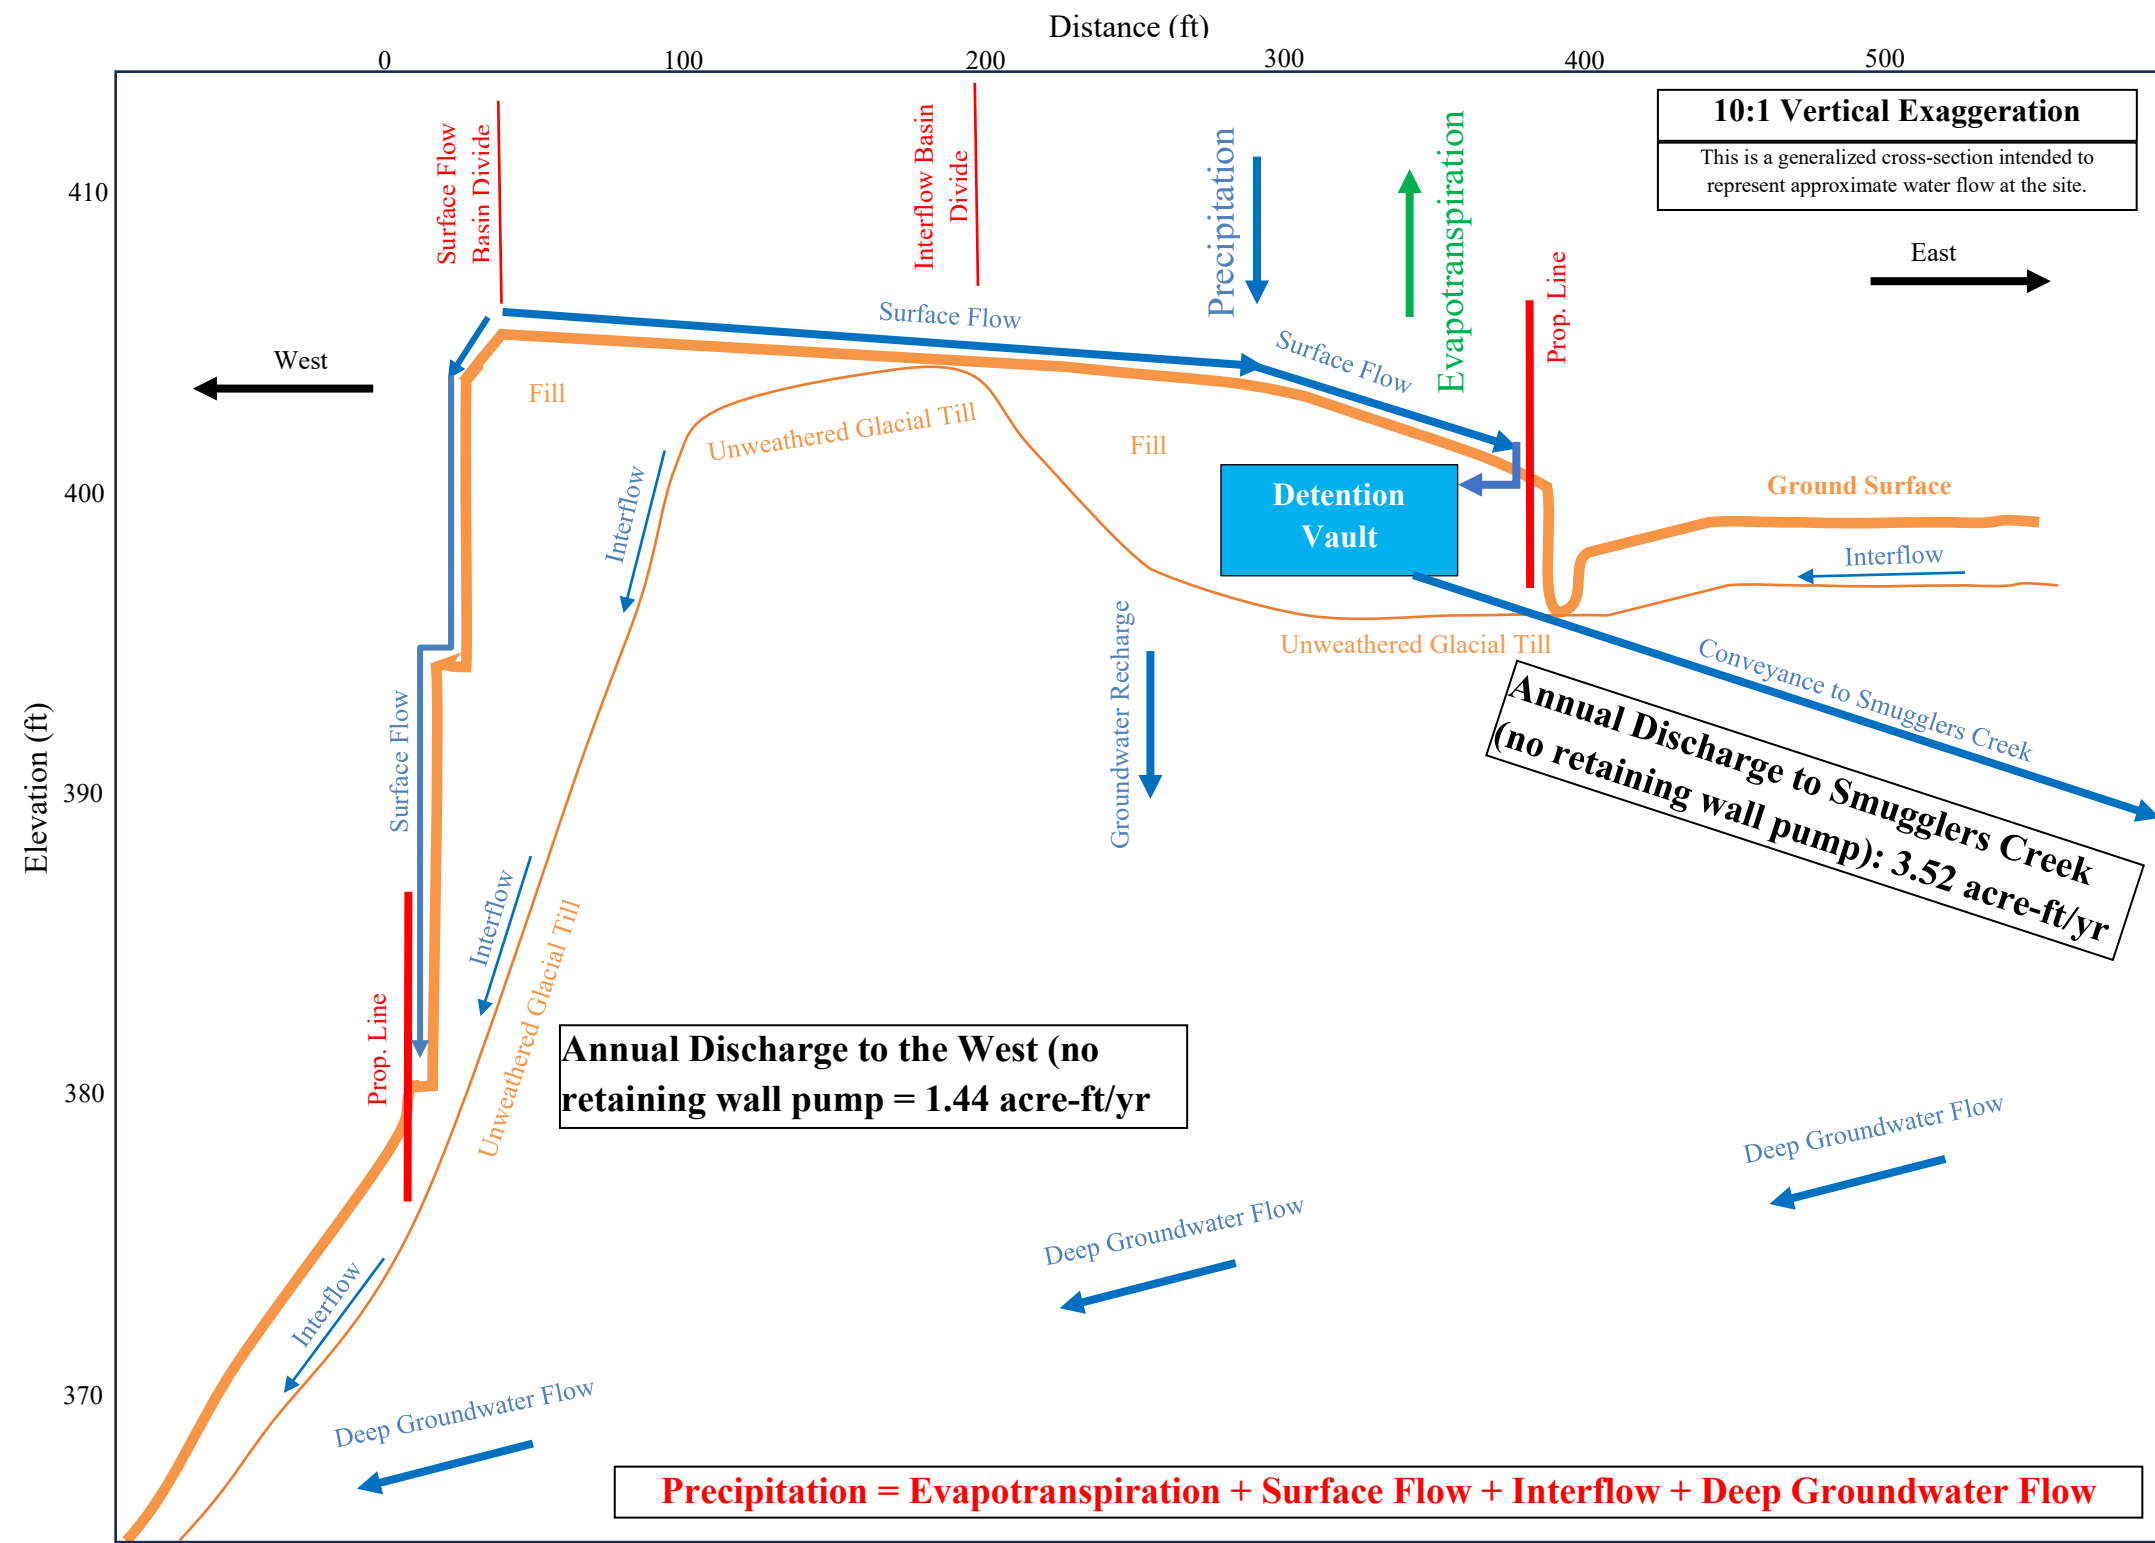 Distance (ft)
0
100
200
300
400
500
10:1 Vertical Exaggeration
This is a generalized cross-section intended to
represent approximate water flow at the site.
Surface Flow
Basin Divide
Interflow Basin
Divide
Precipitation
Evapotranspiration
Prop. Line
East
West
410
400
390
380
370
Elevation (ft)
Surface Flow
Surface Flow
Fill
Unweathered Glacial Till
Fill
Interflow
Detention
Vault
Ground Surface
Interflow
Unweathered Glacial Till
Groundwater Recharge
Conveyance to Smugglers Creek
Annual Discharge to Smugglers Creek
(no retaining wall pump): 3.52 acre-ft/yr
Surface Flow
Interflow
Unweathered Glacial Till
Prop. Line
Annual Discharge to the West (no
retaining wall pump = 1.44 acre-ft/yr
Deep Groundwater Flow
Deep Groundwater Flow
Interflow
Deep Groundwater Flow
Precipitation = Evapotranspiration + Surface Flow + Interflow + Deep Groundwater Flow